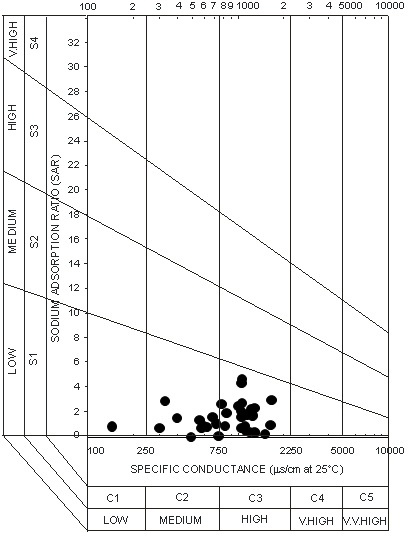 100 2 3 4 5 6 7 8 9 1000 2 3 4 5000 10000
V.HIGH S4
HIGH S3
MEDIUM S2
LOW S1
SODIUM ADSORPTION RATIO (SAR)
32
30
28
26
24
22
20
18
16
14
12
10
8
6
4
2
0
100 250 750 2250 5000 10000
SPECIFIC CONDUCTANCE (µs/cm at 25°C)
C1 C2 C3 C4 C5
LOW MEDIUM HIGH V.HIGH V.V.HIGH